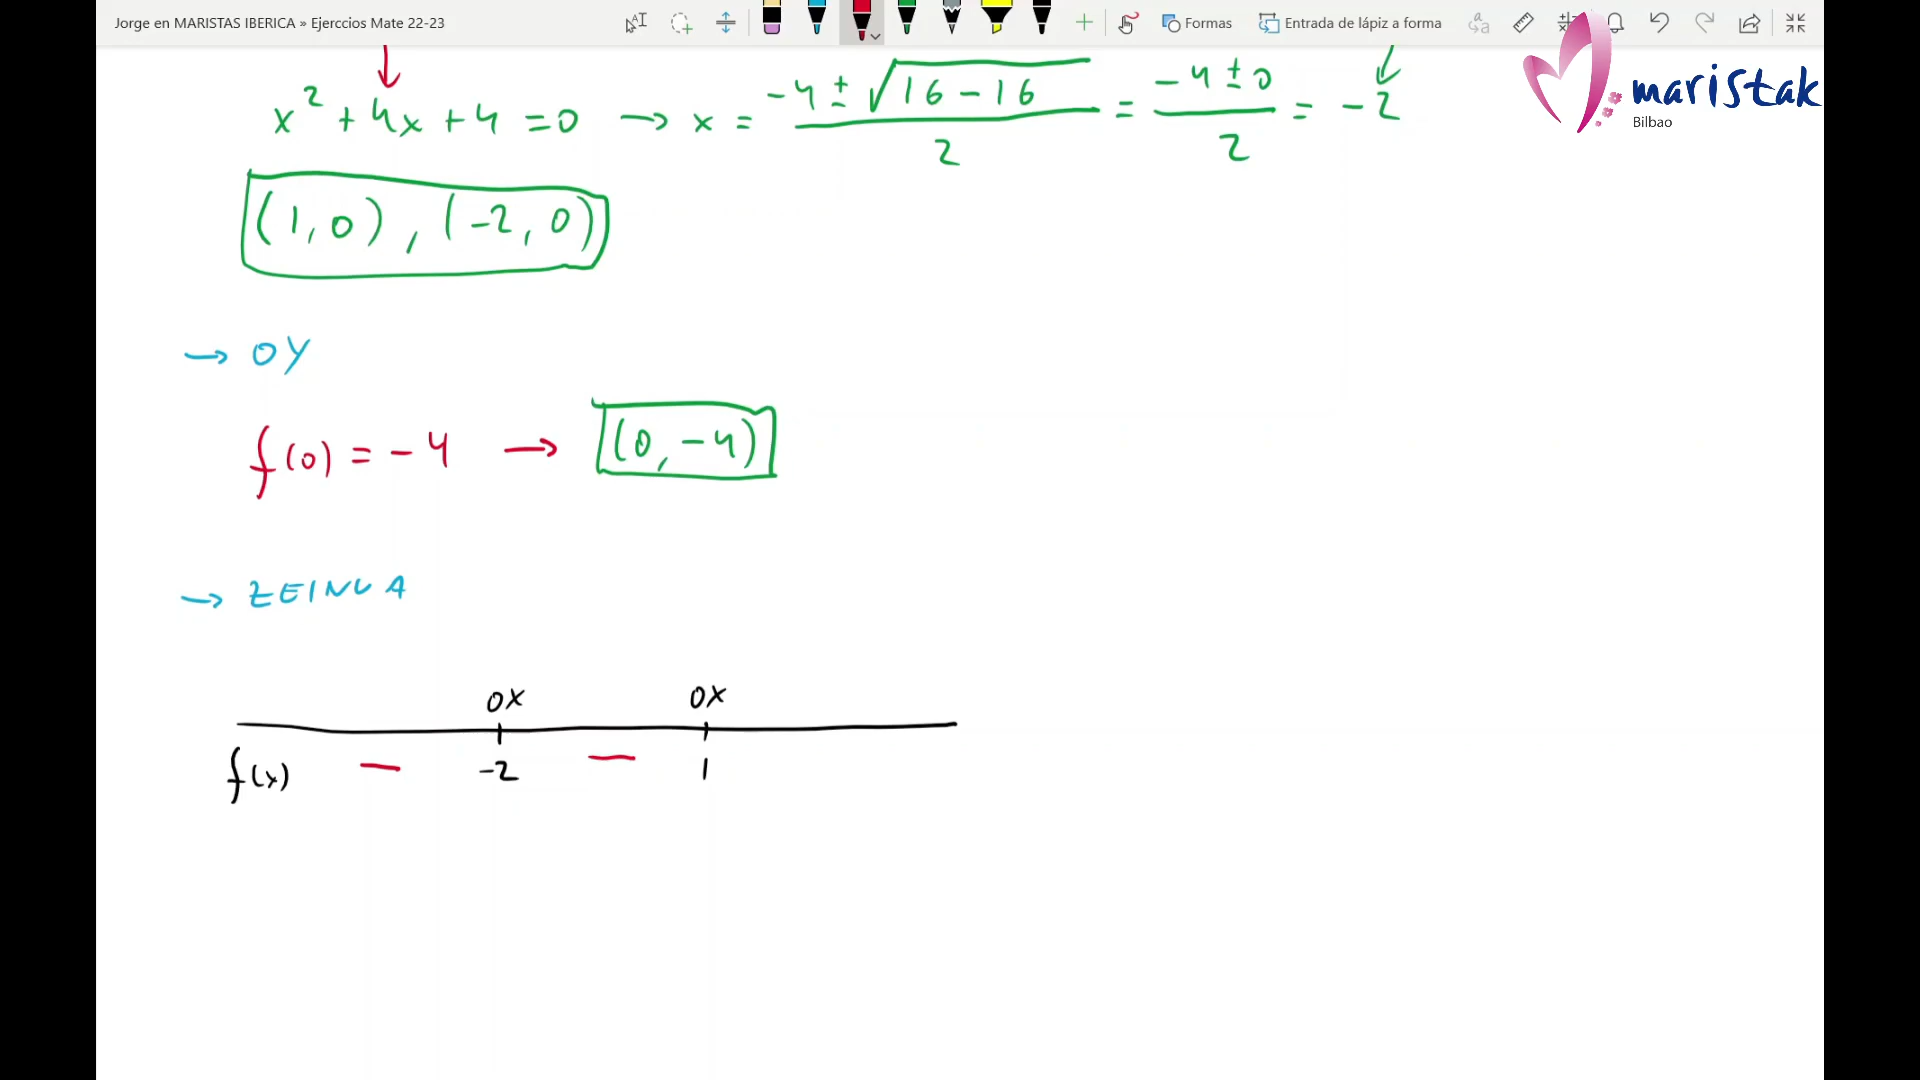 Jorge en MARISTAS IBERICA » Ejerccios Mate 22-23
Formas
Entrada de lápiz a forma
maristak
Bilbao
x² + 4x + 4 = 0 → x = (-4 ± √(16 - 16))/2 = (-4 ± 0)/2 = -2
(1, 0), (-2, 0)
→ OY
f(0) = -4 → (0, -4)
→ ZEINUA
OX OX
f(x) — -2 — 1